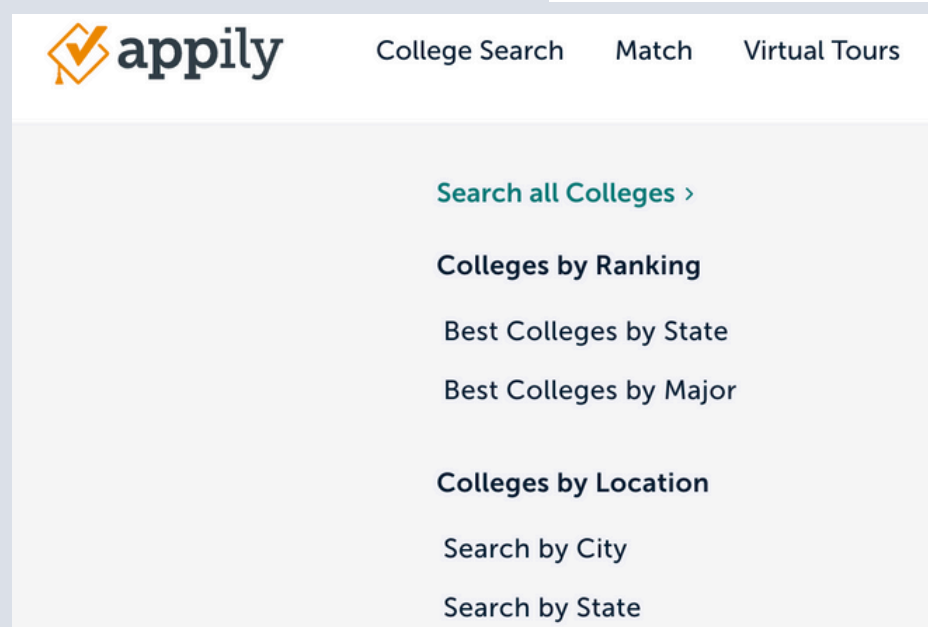 appily College Search Match Virtual Tours
Search all Colleges ›
Colleges by Ranking
Best Colleges by State
Best Colleges by Major
Colleges by Location
Search by City
Search by State